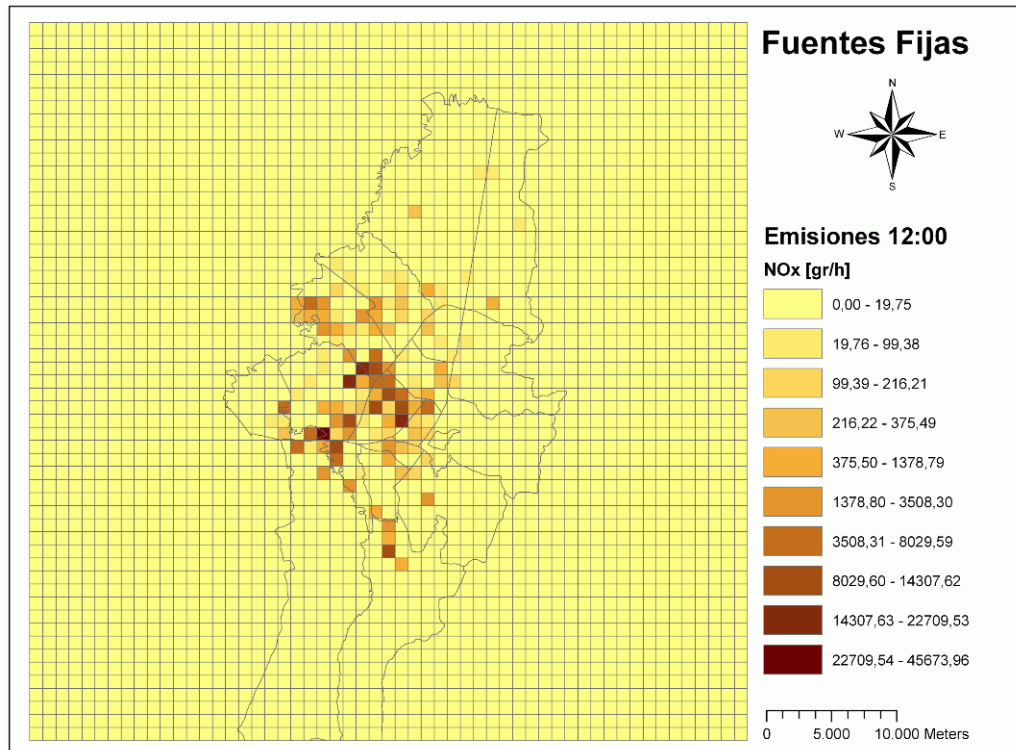 Fuentes Fijas
N
W E
S
Emisiones 12:00
NOx [gr/h]
0,00 - 19,75
19,76 - 99,38
99,39 - 216,21
216,22 - 375,49
375,50 - 1378,79
1378,80 - 3508,30
3508,31 - 8029,59
8029,60 - 14307,62
14307,63 - 22709,53
22709,54 - 45673,96
0 5.000 10.000 Meters